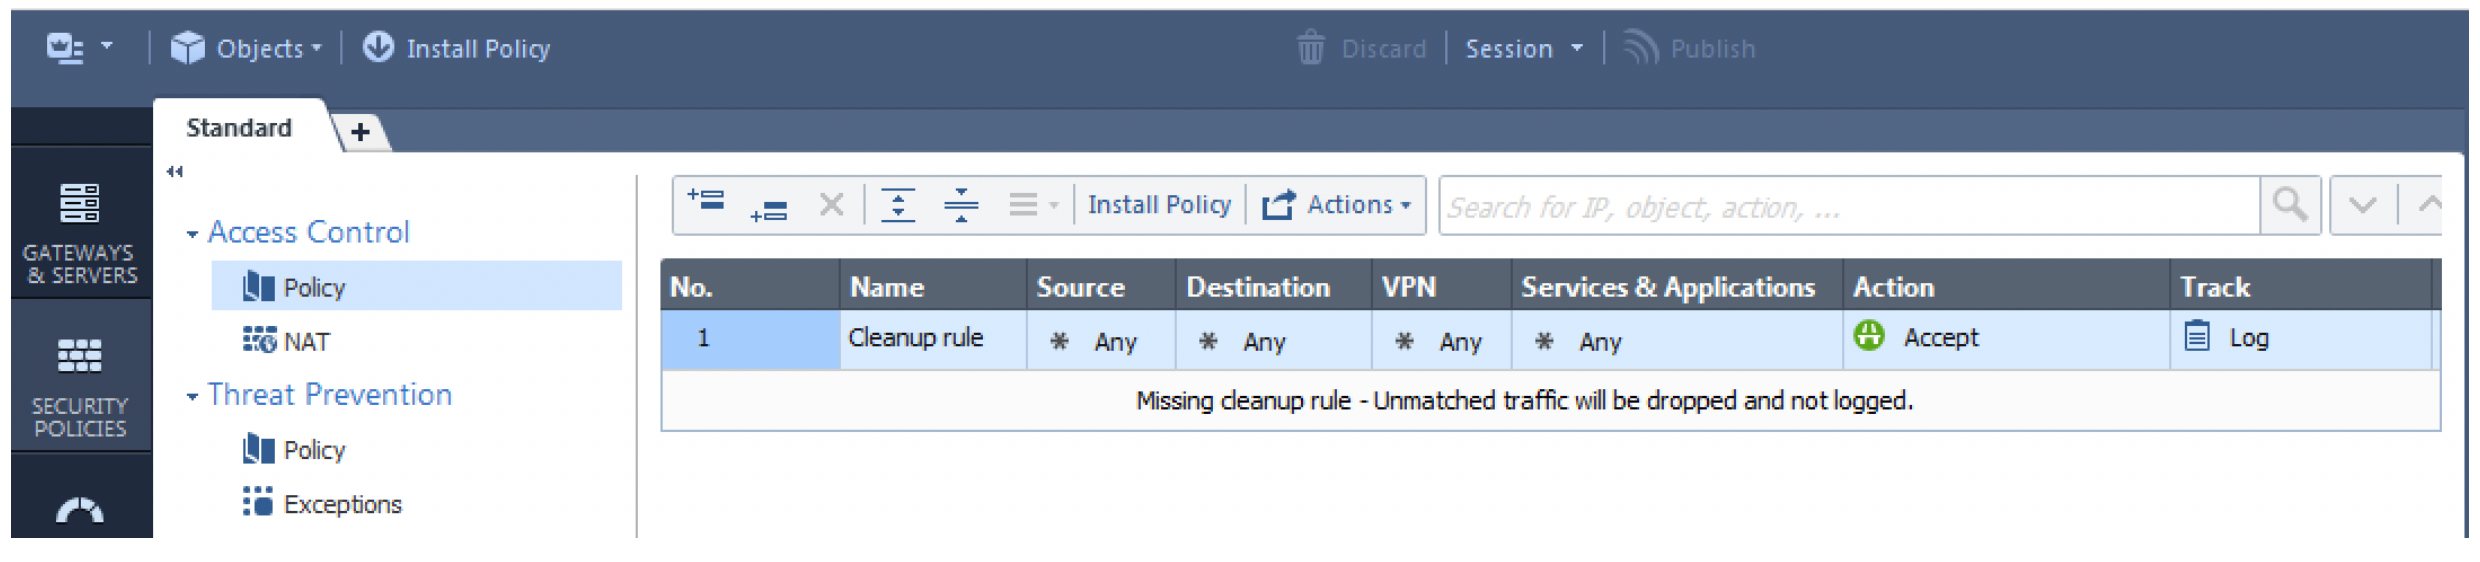 Objects
Install Policy
Discard
Session
Publish
Standard
+
GATEWAYS
& SERVERS
SECURITY
POLICIES
Access Control
Policy
NAT
Threat Prevention
Policy
Exceptions
Install Policy
Actions
Search for IP, object, action, ...
No. Name Source Destination VPN Services & Applications Action Track
1 Cleanup rule * Any * Any * Any * Any Accept Log
Missing cleanup rule - Unmatched traffic will be dropped and not logged.